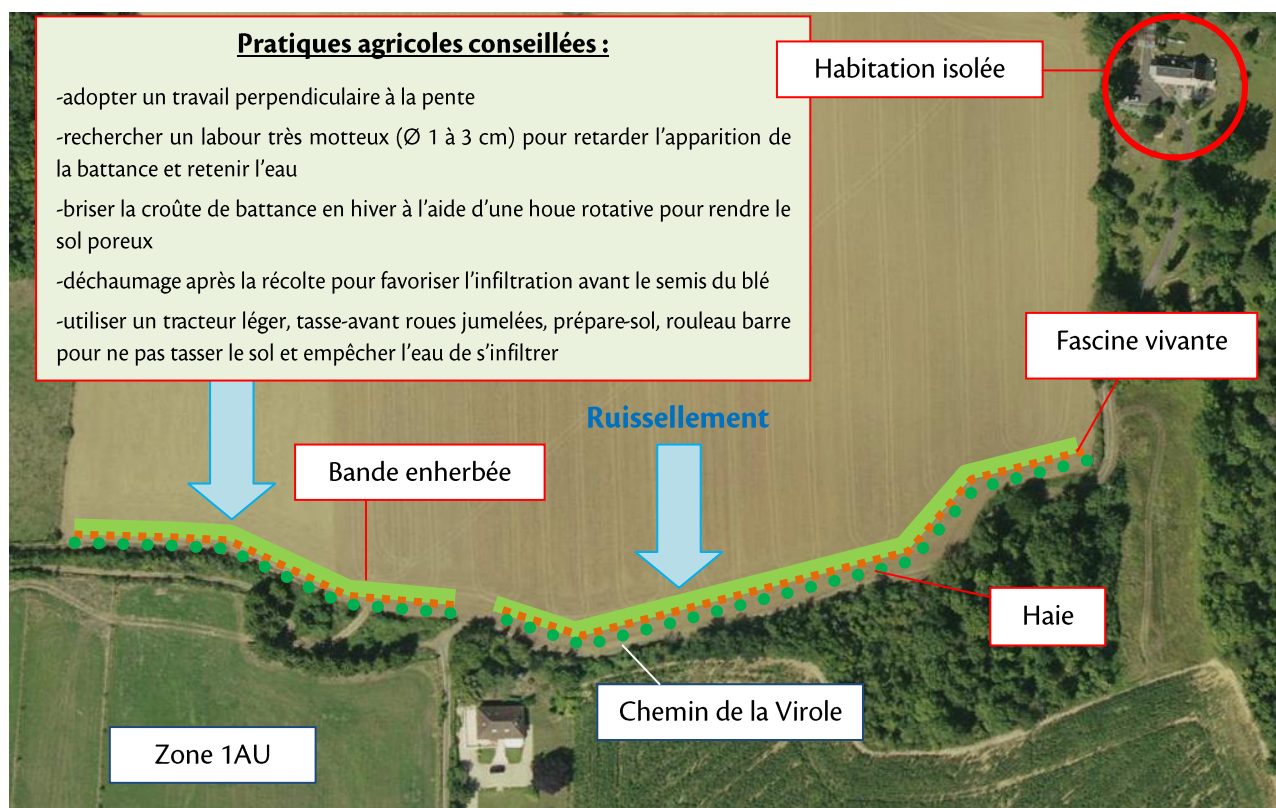 Pratiques agricoles conseillées :
-adopter un travail perpendiculaire à la pente
-rechercher un labour très motteux (Ø 1 à 3 cm) pour retarder l’apparition de
la battance et retenir l’eau
-briser la croûte de battance en hiver à l’aide d’une houe rotative pour rendre le
sol poreux
-déchaumage après la récolte pour favoriser l’infiltration avant le semis du blé
-utiliser un tracteur léger, tasse-avant roues jumelées, prépare-sol, rouleau barre
pour ne pas tasser le sol et empêcher l’eau de s’infiltrer
Habitation isolée
Fascine vivante
Ruissellement
Bande enherbée
Haie
Chemin de la Virole
Zone 1AU